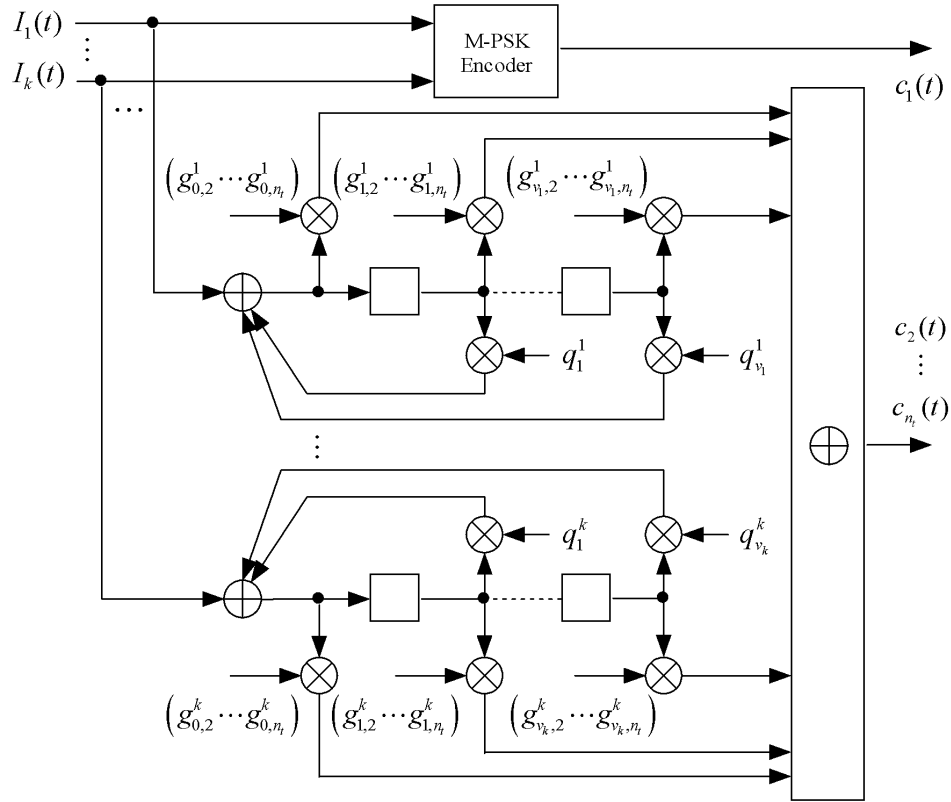 I_1(t)
⋮
I_k(t)
⋯
M-PSK
Encoder
c_1(t)
(g^1_{0,2} ⋯ g^1_{0,n_t})
(g^1_{1,2} ⋯ g^1_{1,n_t})
(g^1_{v_1,2} ⋯ g^1_{v_1,n_t})
q^1_1
q^1_{v_1}
c_2(t)
⋮
c_{n_t}(t)
⋮
q^k_1
q^k_{v_k}
(g^k_{0,2} ⋯ g^k_{0,n_t})
(g^k_{1,2} ⋯ g^k_{1,n_t})
(g^k_{v_k,2} ⋯ g^k_{v_k,n_t})